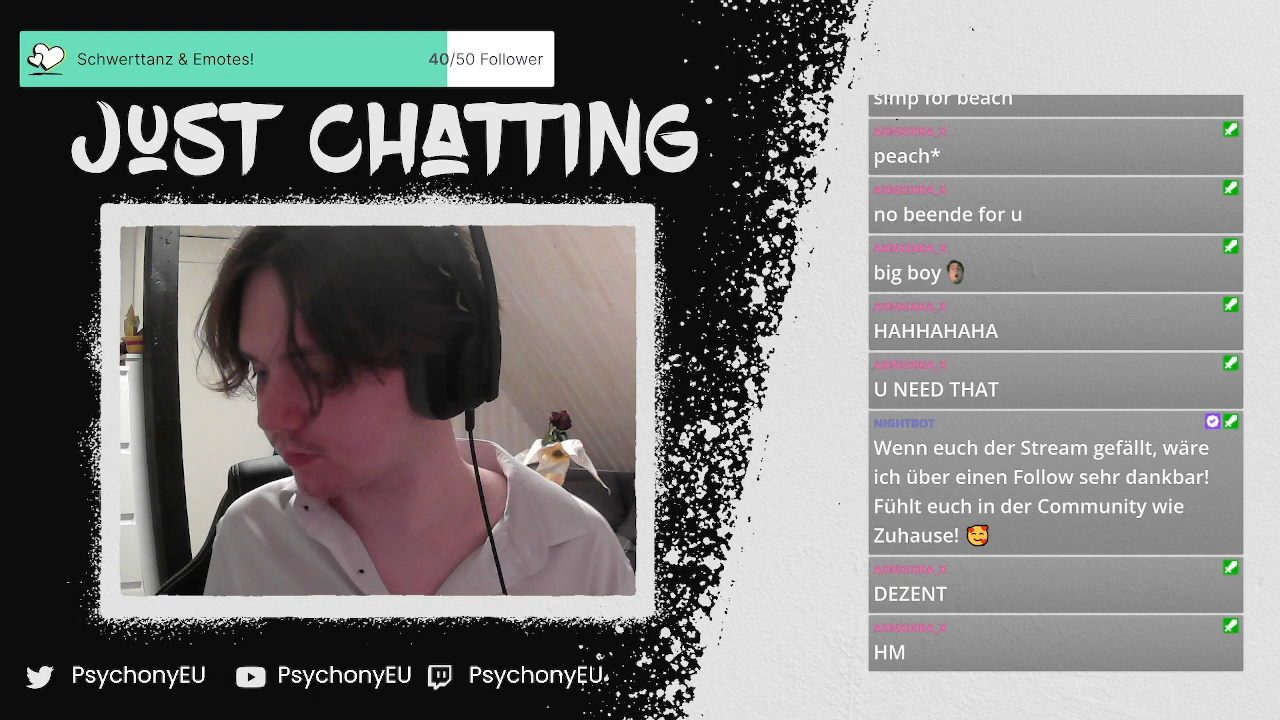 Schwerttanz & Emotes!
40/50 Follower
JUST CHATTING
PsychonyEU
PsychonyEU
PsychonyEU
simp for beach
peach*
no beende for u
big boy
HAHHAHAHA
U NEED THAT
NIGHTBOT
Wenn euch der Stream gefällt, wäre
ich über einen Follow sehr dankbar!
Fühlt euch in der Community wie
Zuhause! 🥰
DEZENT
HM